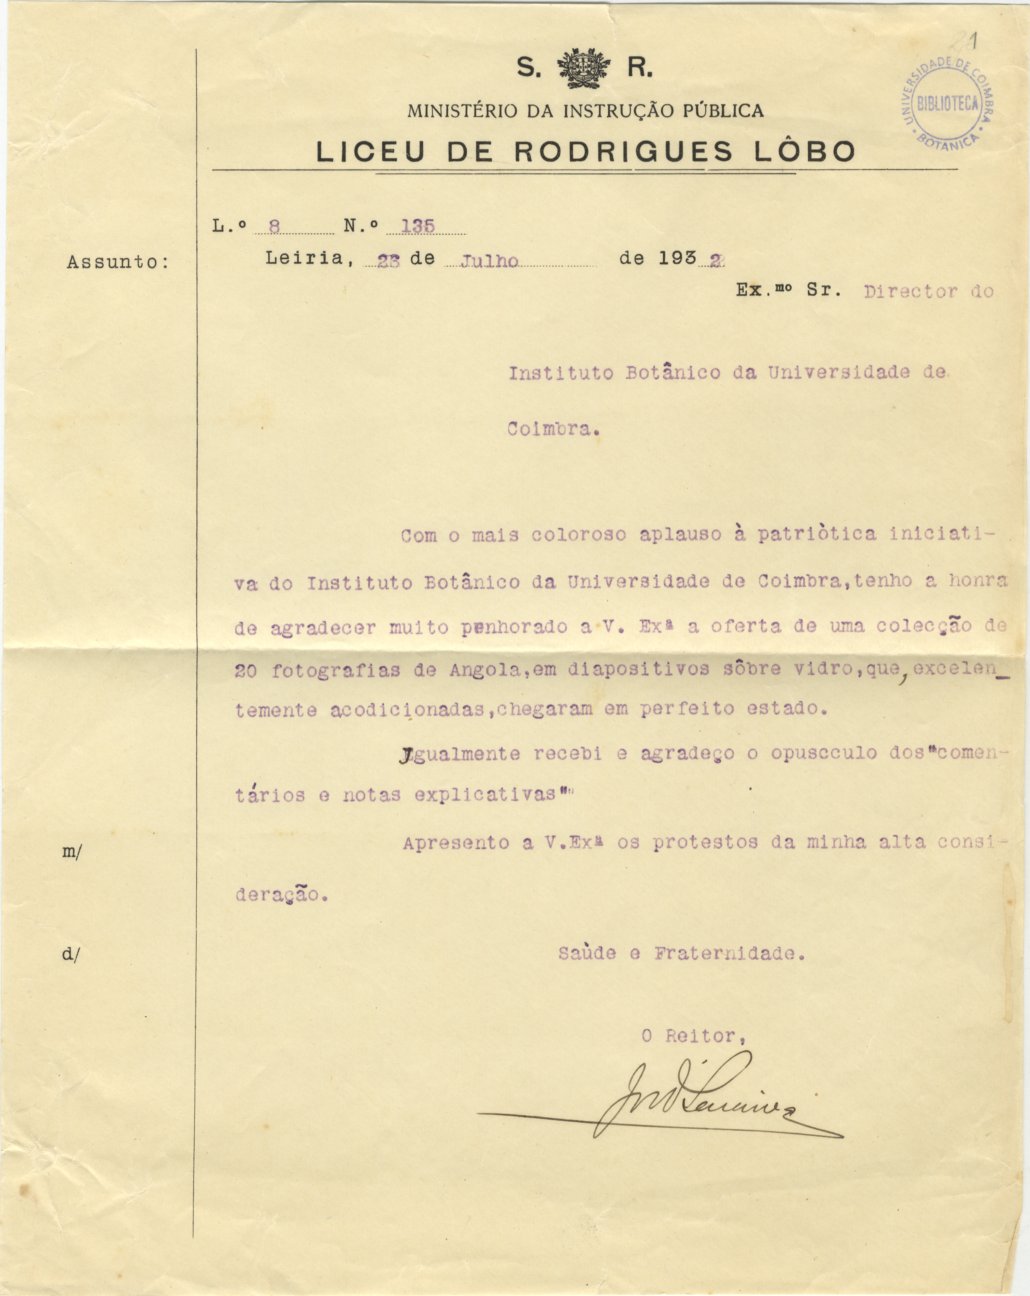 21
UNIVERSIDADE DE COIMBRA
BIBLIOTECA
BOTANICA
S. R.
MINISTÉRIO DA INSTRUÇÃO PÚBLICA
LICEU DE RODRIGUES LÔBO
L.º 8 N.º 135
Assunto:
Leiria, 23 de Julho de 1932
Ex.mo Sr. Director do
Instituto Botânico da Universidade de
Coimbra.
Com o mais coloroso aplauso à patriòtica iniciati-
va do Instituto Botânico da Universidade de Coimbra,tenho a honra
de agradecer muito penhorado a V. Exª a oferta de uma colecção de
20 fotografias de Angola,em diapositivos sôbre vidro,que,excelen_
temente acodicionadas,chegaram em perfeito estado.
Igualmente recebi e agradeço o opuscculo dos"comen-
tários e notas explicativas"
Apresento a V.Exª os protestos da minha alta consi-
m/
deração.
d/
Saùde e Fraternidade.
O Reitor,